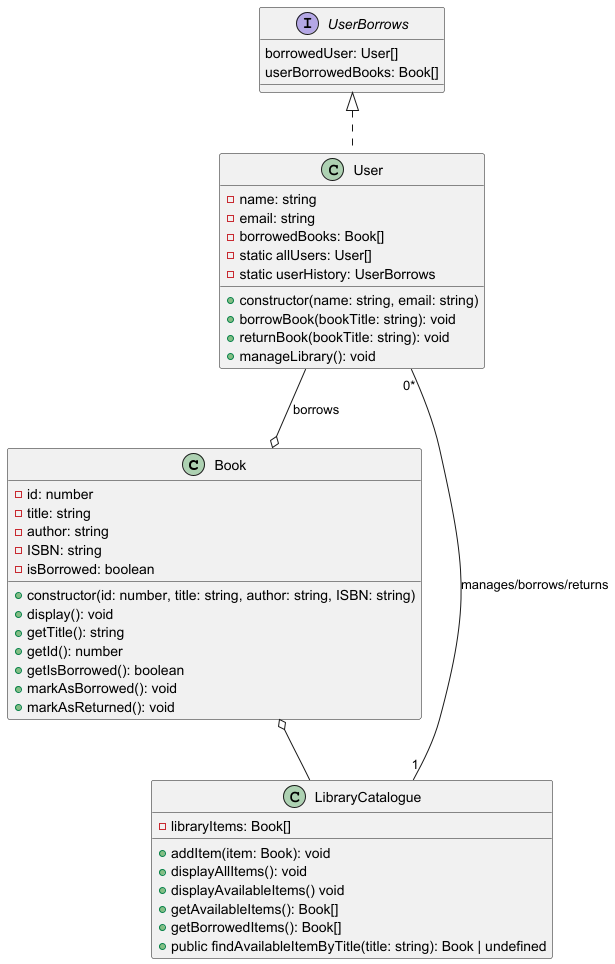 I UserBorrows
borrowedUser: User[]
userBorrowedBooks: Book[]
C User
name: string
email: string
borrowedBooks: Book[]
static allUsers: User[]
static userHistory: UserBorrows
constructor(name: string, email: string)
borrowBook(bookTitle: string): void
returnBook(bookTitle: string): void
manageLibrary(): void
0*
borrows
C Book
id: number
title: string
author: string
ISBN: string
isBorrowed: boolean
constructor(id: number, title: string, author: string, ISBN: string)
display(): void
getTitle(): string
getId(): number
getIsBorrowed(): boolean
markAsBorrowed(): void
markAsReturned(): void
manages/borrows/returns
1
C LibraryCatalogue
libraryItems: Book[]
addItem(item: Book): void
displayAllItems(): void
displayAvailableItems() void
getAvailableItems(): Book[]
getBorrowedItems(): Book[]
public findAvailableItemByTitle(title: string): Book | undefined